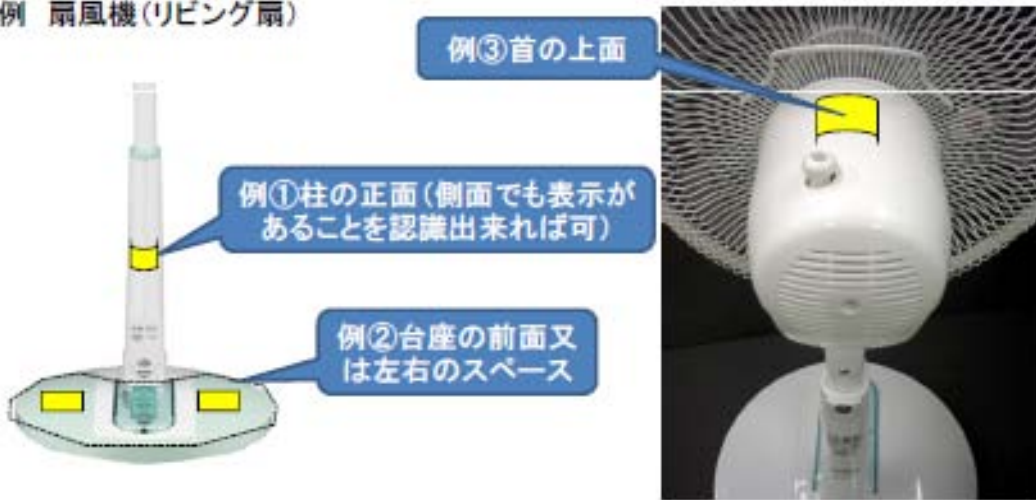 例 扇風機(リビング扇)
例③首の上面
例①柱の正面(側面でも表示が
あることを認識出来れば可)
例②台座の前面又
は左右のスペース